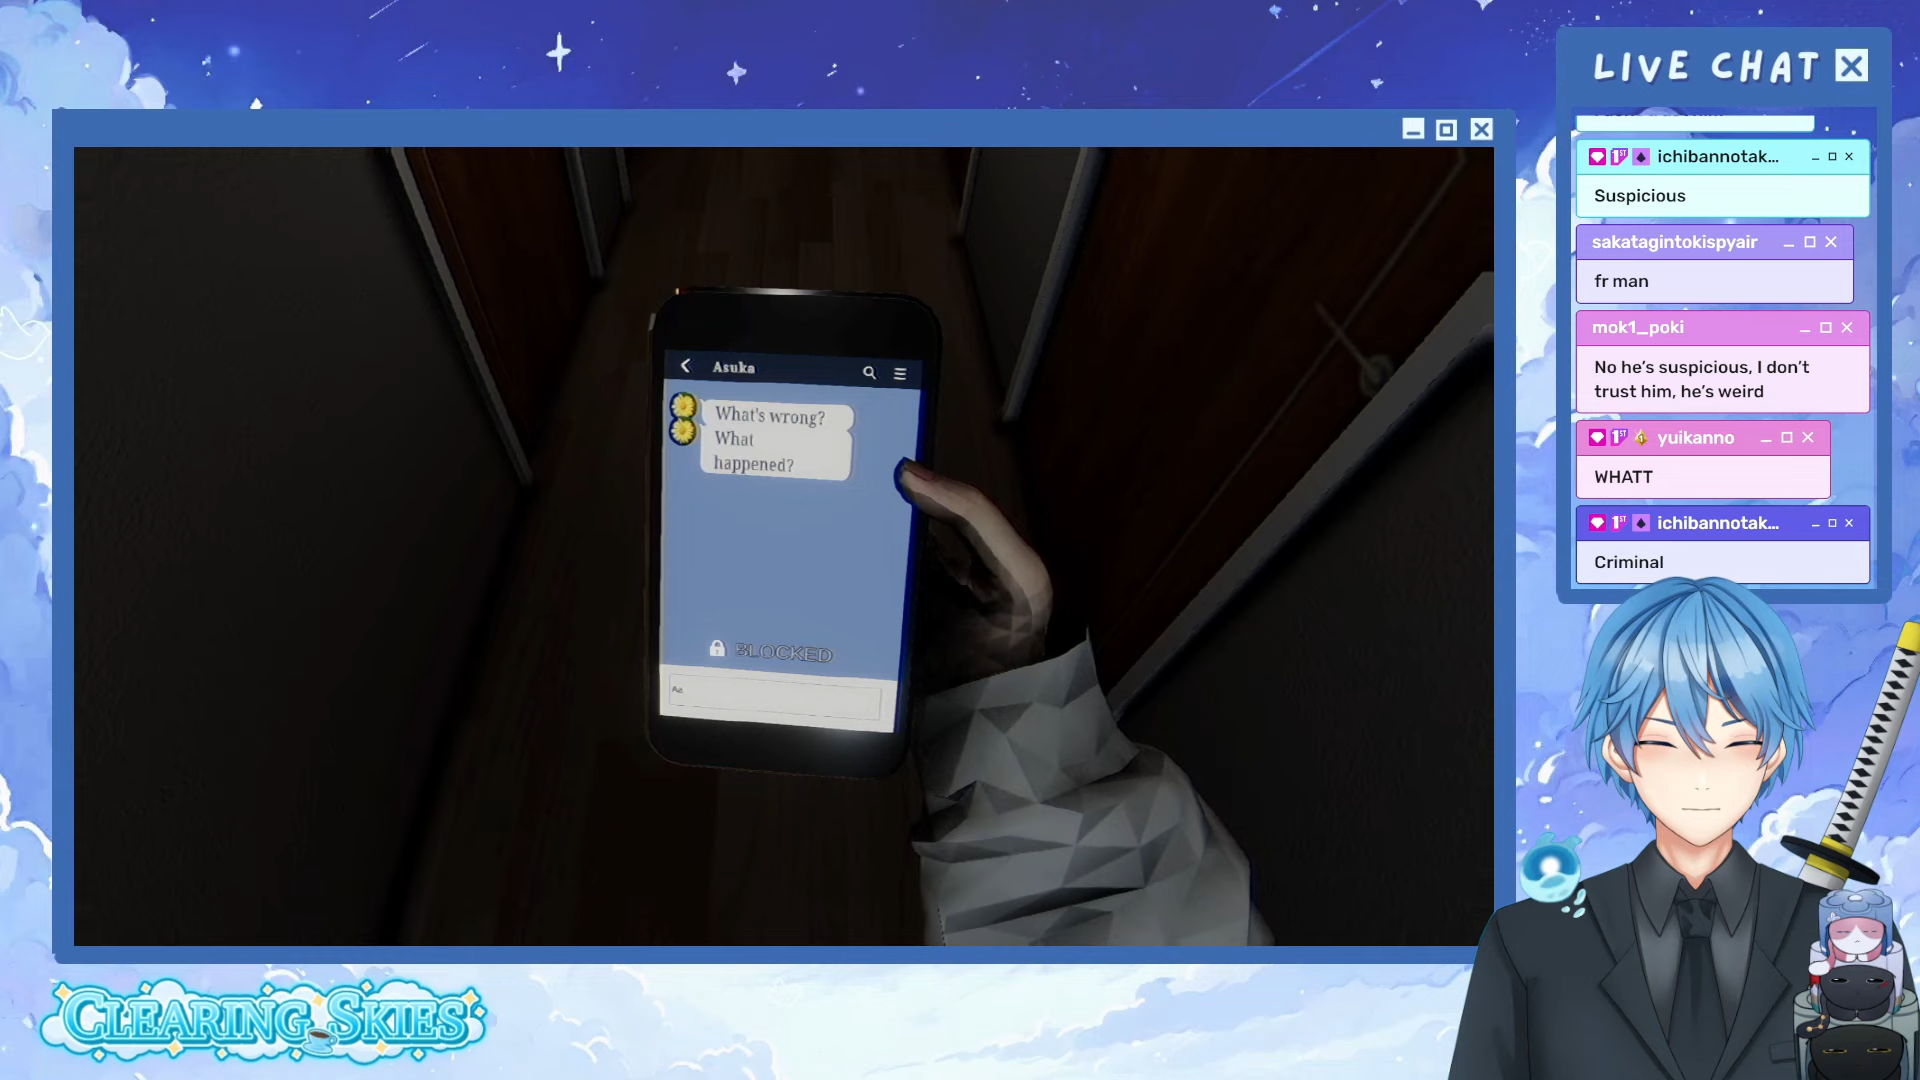 LIVE CHAT
ichibannotak...
Suspicious
sakatagintokispyair
fr man
mok1_poki
No he's suspicious, I don't
trust him, he's weird
yuikanno
WHATT
ichibannotak...
Criminal
Asuka
What's wrong?
What
happened?
BLOCKED
Aa
CLEARING SKIES